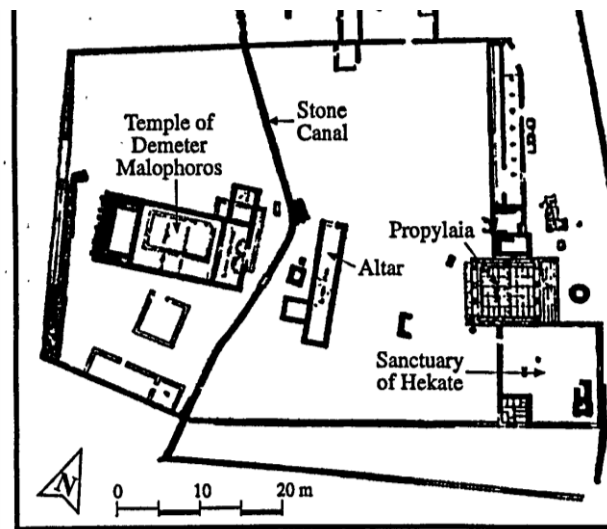 Stone
Canal
Temple of
Demeter
Malophoros
Propylaia
Altar
Sanctuary
of Hekate
N
0 10 20 m